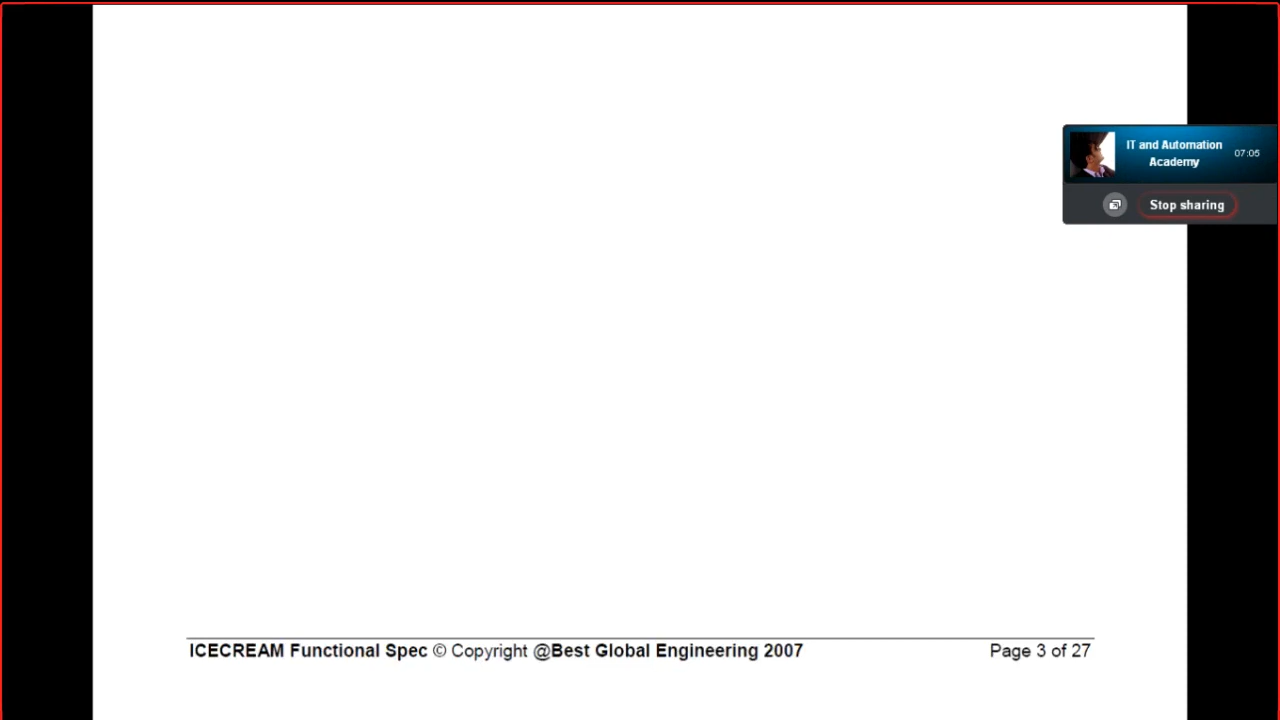 IT and Automation
Academy
07:05
Stop sharing
ICECREAM Functional Spec © Copyright @Best Global Engineering 2007 Page 3 of 27